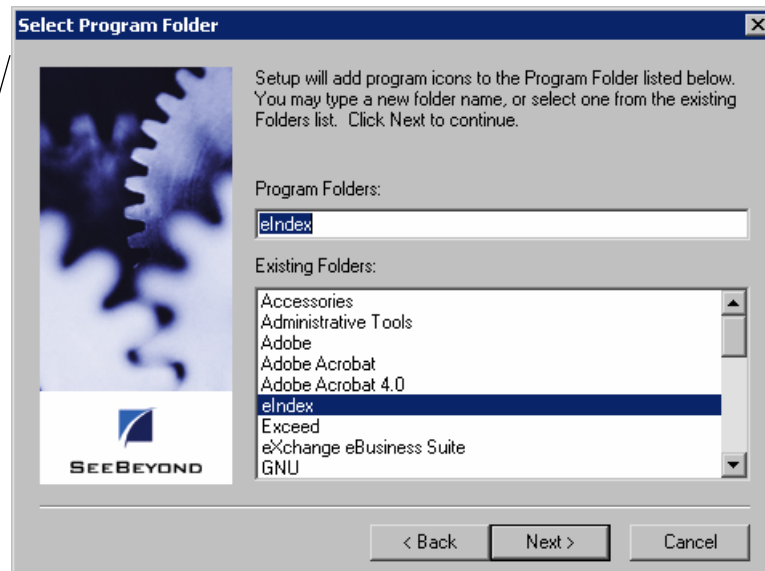 Select Program Folder
Setup will add program icons to the Program Folder listed below.
You may type a new folder name, or select one from the existing
Folders list. Click Next to continue.
Program Folders:
eIndex
Existing Folders:
Accessories
Administrative Tools
Adobe
Adobe Acrobat
Adobe Acrobat 4.0
eIndex
Exceed
eXchange eBusiness Suite
GNU
SEEBEYOND
< Back
Next >
Cancel